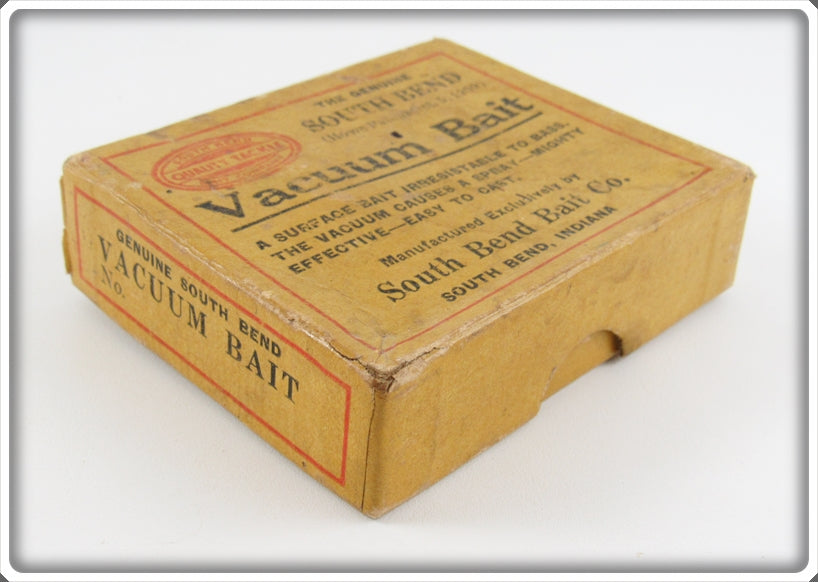 THE GENUINE
SOUTH BEND
Vacuum Bait
QUALITY TACKLE
A SURFACE BAIT IRRESISTABLE TO BASS.
THE VACUUM CAUSES A SPRAY—MIGHTY
EFFECTIVE—EASY TO CAST.
Manufactured Exclusively by
South Bend Bait Co.
SOUTH BEND, INDIANA
GENUINE SOUTH BEND
VACUUM BAIT
No.